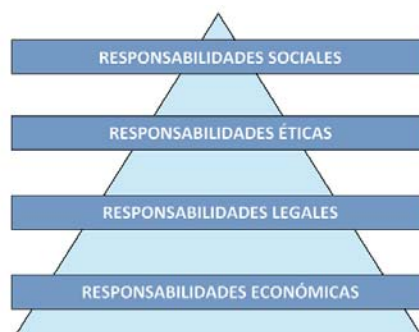 RESPONSABILIDADES SOCIALES
RESPONSABILIDADES ÉTICAS
RESPONSABILIDADES LEGALES
RESPONSABILIDADES ECONÓMICAS